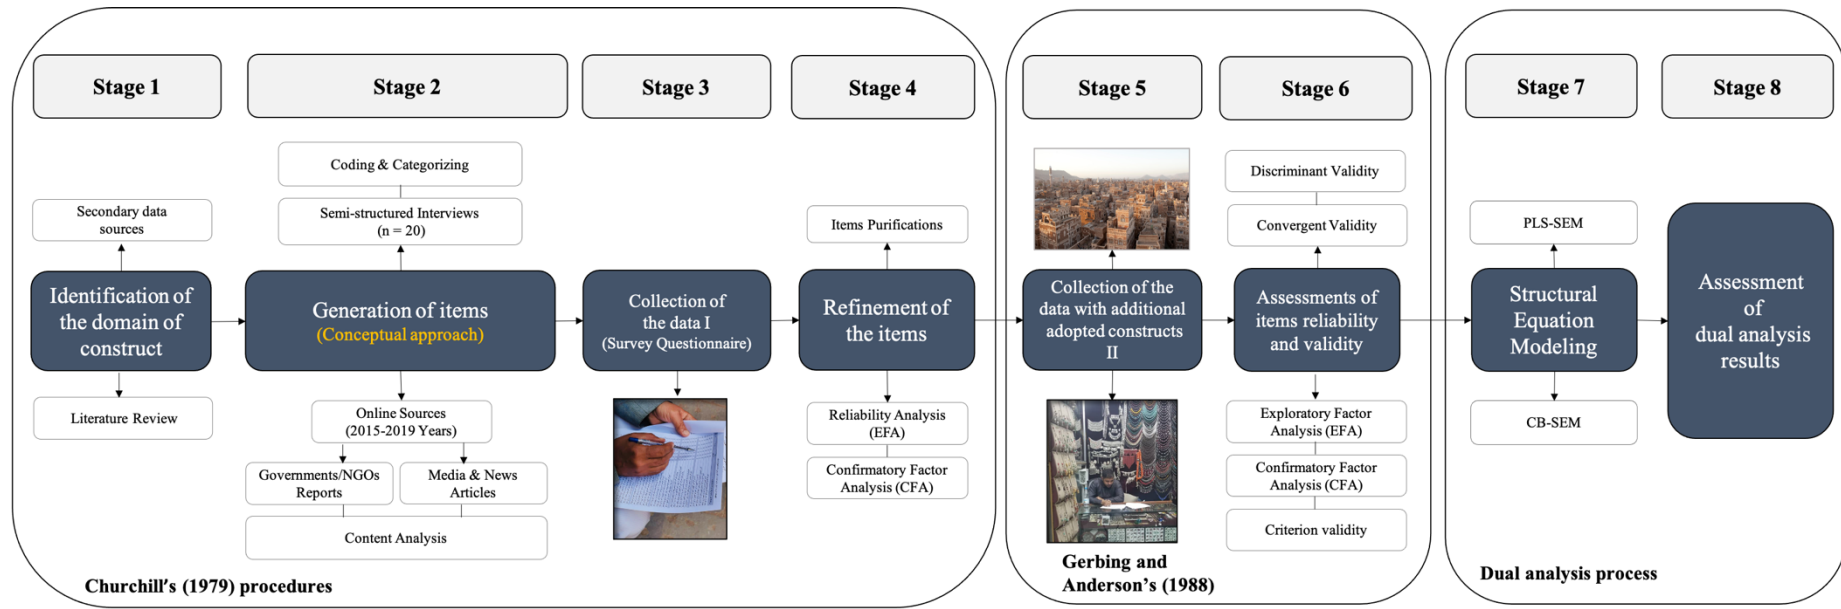 Stage 1
Stage 2
Stage 3
Stage 4
Stage 5
Stage 6
Stage 7
Stage 8
Secondary data
sources
Identification of
the domain of
construct
Literature Review
Coding & Categorizing
Semi-structured Interviews
(n = 20)
Generation of items
(Conceptual approach)
Online Sources
(2015-2019 Years)
Governments/NGOs
Reports
Media & News
Articles
Content Analysis
Collection of
the data I
(Survey Questionnaire)
Items Purifications
Refinement of
the items
Reliability Analysis
(EFA)
Confirmatory Factor
Analysis (CFA)
Churchill's (1979) procedures
Collection of the
data with additional
adopted constructs
II
Discriminant Validity
Convergent Validity
Assessments of
items reliability
and validity
Exploratory Factor
Analysis (EFA)
Confirmatory Factor
Analysis (CFA)
Criterion validity
Gerbing and
Anderson's (1988)
PLS-SEM
Structural
Equation
Modeling
CB-SEM
Assessment
of
dual analysis
results
Dual analysis process